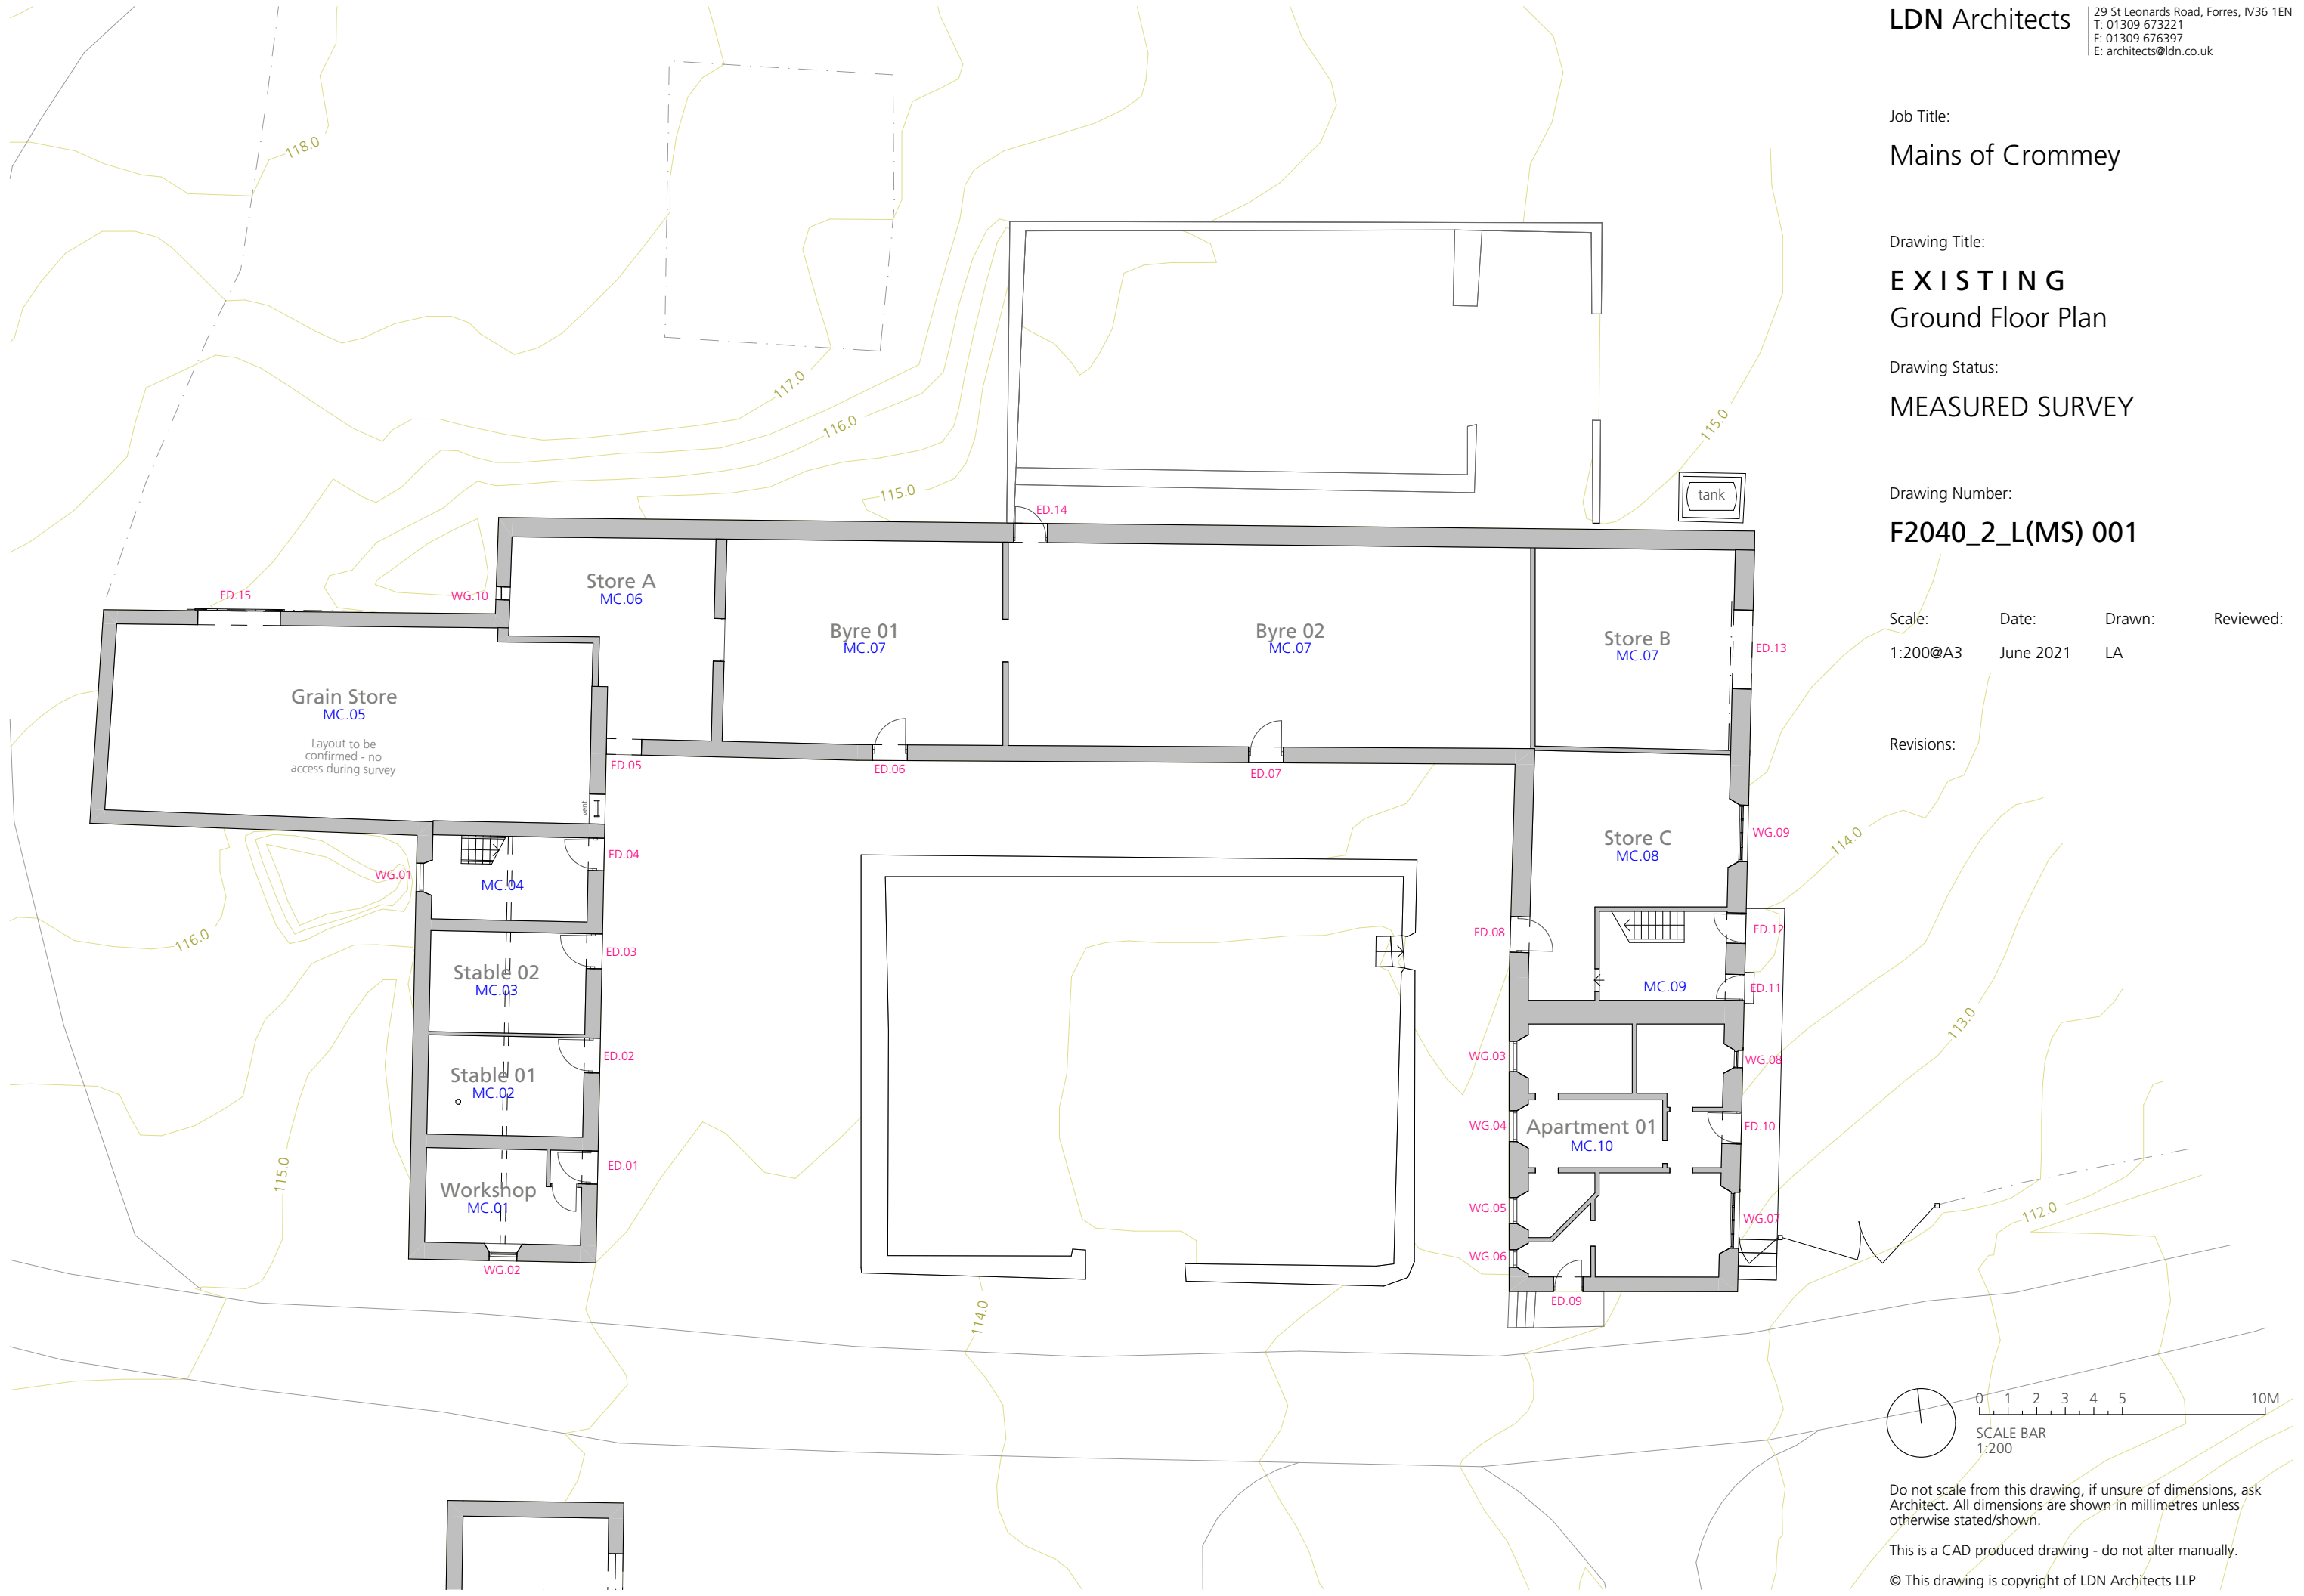 LDN Architects
29 St Leonards Road, Forres, IV36 1EN
T: 01309 673221
F: 01309 676397
E: architects@ldn.co.uk
Job Title:
Mains of Crommey
Drawing Title:
EXISTING
Ground Floor Plan
Drawing Status:
MEASURED SURVEY
Drawing Number:
F2040_2_L(MS) 001
Scale: Date: Drawn: Reviewed:
1:200@A3 June 2021 LA
Revisions:
118.0
117.0
116.0
115.0
115.0
tank
ED.14
ED.15
WG.10
Store A
MC.06
Byre 01
MC.07
Byre 02
MC.07
Store B
MC.07
ED.13
Grain Store
MC.05
Layout to be
confirmed - no
access during survey
vent
ED.05
ED.06
ED.07
Store C
MC.08
WG.09
114.0
ED.04
WG.01
MC.04
116.0
ED.03
Stable 02
MC.03
ED.08
ED.12
MC.09
ED.11
113.0
ED.02
Stable 01
MC.02
WG.03
WG.08
WG.04
Apartment 01
MC.10
ED.10
115.0
ED.01
Workshop
MC.01
WG.05
WG.07
112.0
WG.06
WG.02
ED.09
114.0
0 1 2 3 4 5 10M
SCALE BAR
1:200
Do not scale from this drawing, if unsure of dimensions, ask
Architect. All dimensions are shown in millimetres unless
otherwise stated/shown.
This is a CAD produced drawing - do not alter manually.
© This drawing is copyright of LDN Architects LLP